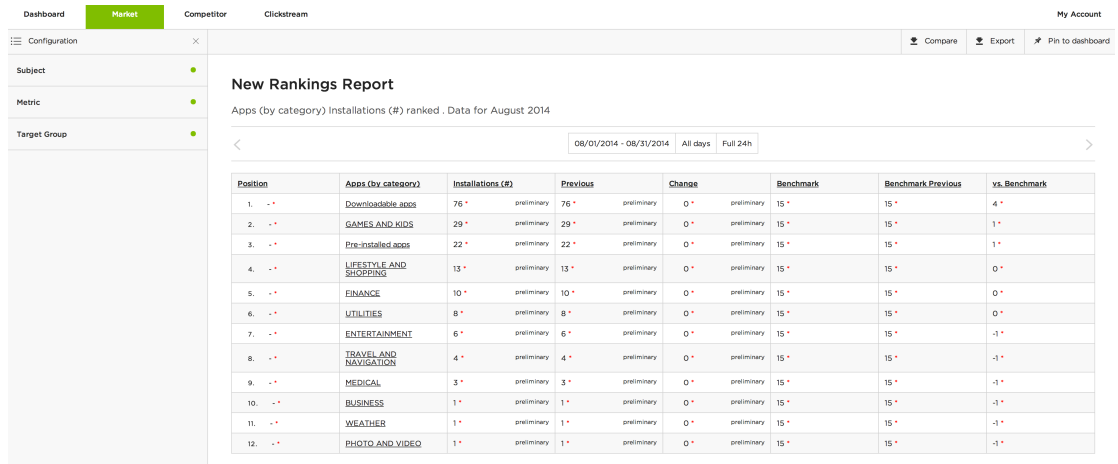 Dashboard Market Competitor Clickstream My Account
Configuration × Compare Export Pin to dashboard
Subject
Metric
Target Group
New Rankings Report
Apps (by category) Installations (#) ranked . Data for August 2014
08/01/2014 - 08/31/2014 All days Full 24h
Position Apps (by category) Installations (#) Previous Change Benchmark Benchmark Previous vs. Benchmark
1. - * Downloadable apps 76 * preliminary 76 * preliminary 0 * preliminary 15 * 15 * 4 *
2. - * GAMES AND KIDS 29 * preliminary 29 * preliminary 0 * preliminary 15 * 15 * 1 *
3. - * Pre-installed apps 22 * preliminary 22 * preliminary 0 * preliminary 15 * 15 * 1 *
4. - * LIFESTYLE AND
SHOPPING 13 * preliminary 13 * preliminary 0 * preliminary 15 * 15 * 0 *
5. - * FINANCE 10 * preliminary 10 * preliminary 0 * preliminary 15 * 15 * 0 *
6. - * UTILITIES 8 * preliminary 8 * preliminary 0 * preliminary 15 * 15 * 0 *
7. - * ENTERTAINMENT 6 * preliminary 6 * preliminary 0 * preliminary 15 * 15 * -1 *
8. - * TRAVEL AND
NAVIGATION 4 * preliminary 4 * preliminary 0 * preliminary 15 * 15 * -1 *
9. - * MEDICAL 3 * preliminary 3 * preliminary 0 * preliminary 15 * 15 * -1 *
10. - * BUSINESS 1 * preliminary 1 * preliminary 0 * preliminary 15 * 15 * -1 *
11. - * WEATHER 1 * preliminary 1 * preliminary 0 * preliminary 15 * 15 * -1 *
12. - * PHOTO AND VIDEO 1 * preliminary 1 * preliminary 0 * preliminary 15 * 15 * -1 *